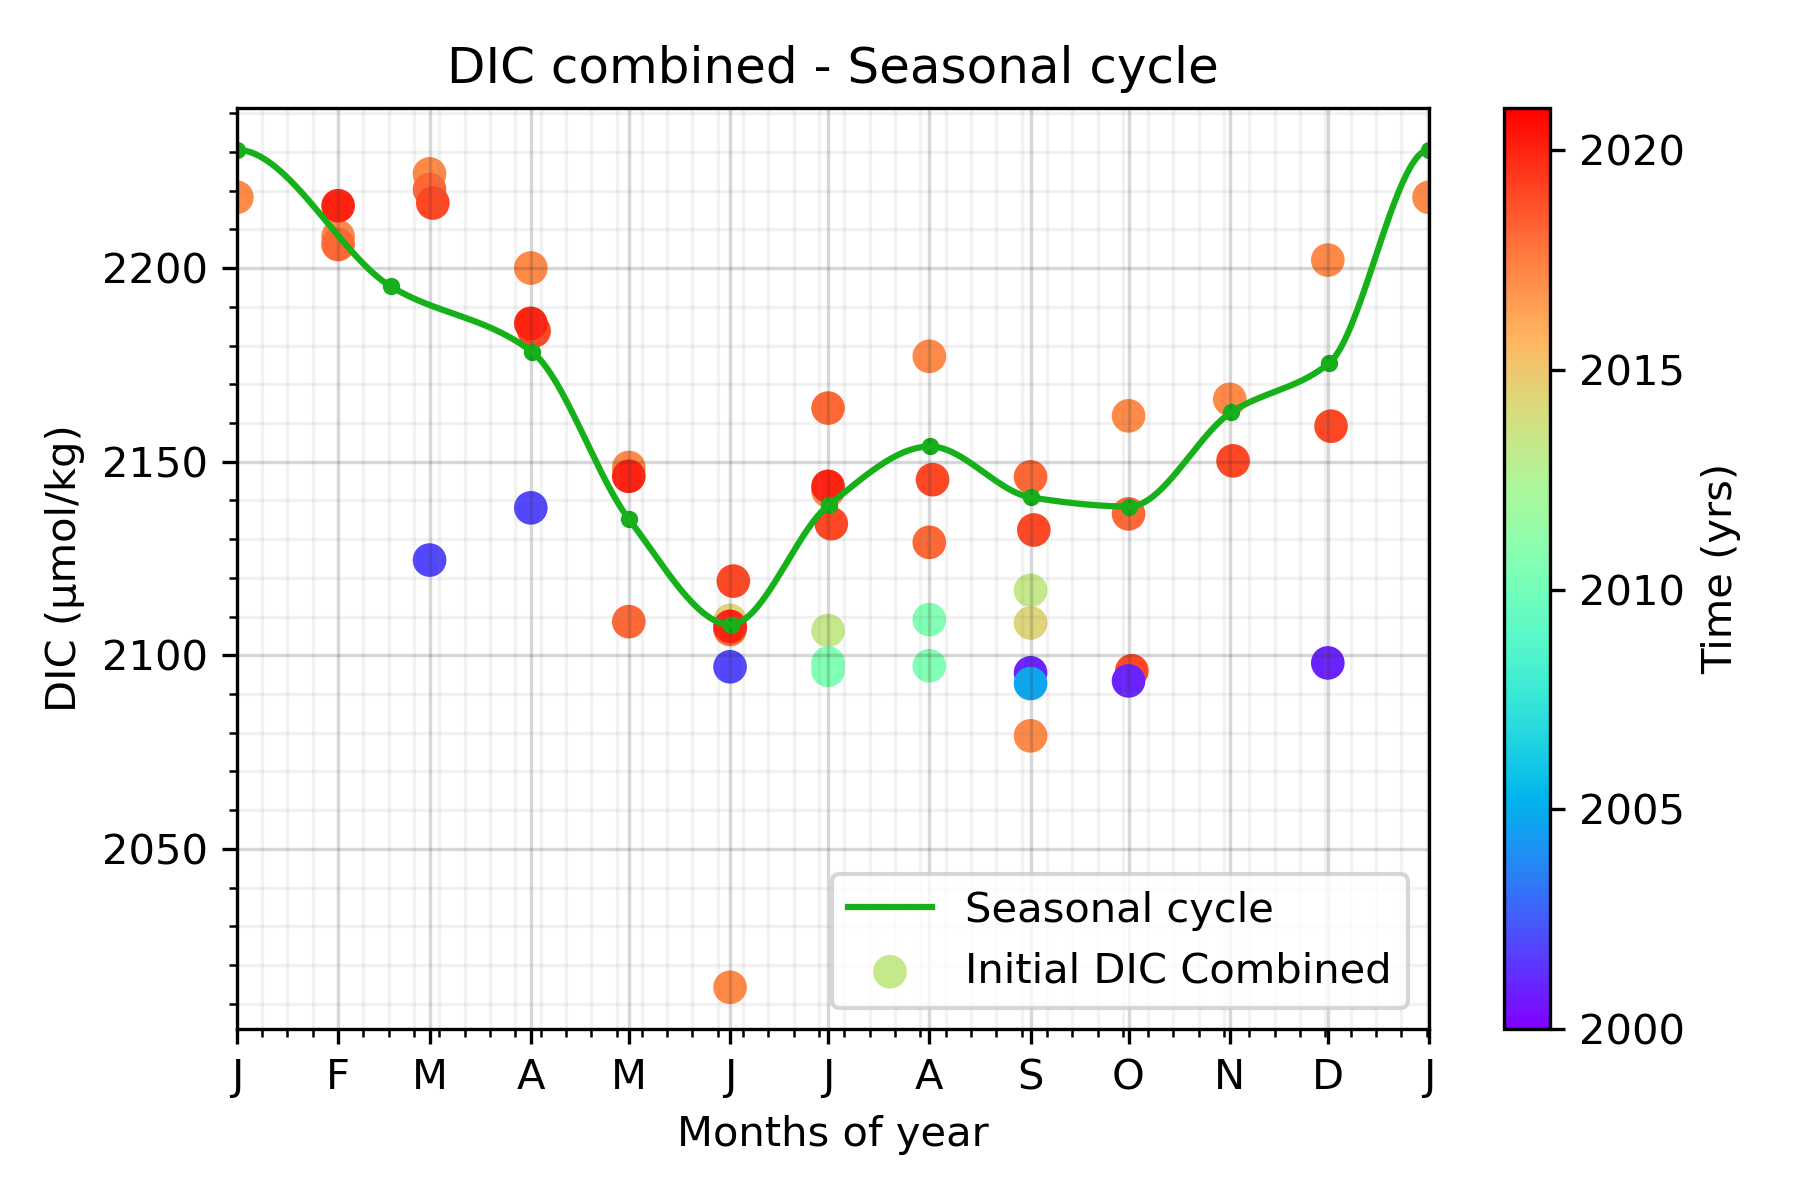 DIC combined - Seasonal cycle
2200
2150
2100
2050
DIC (µmol/kg)
J F M A M J J A S O N D J
Months of year
Seasonal cycle
Initial DIC Combined
2020
2015
2010
2005
2000
Time (yrs)